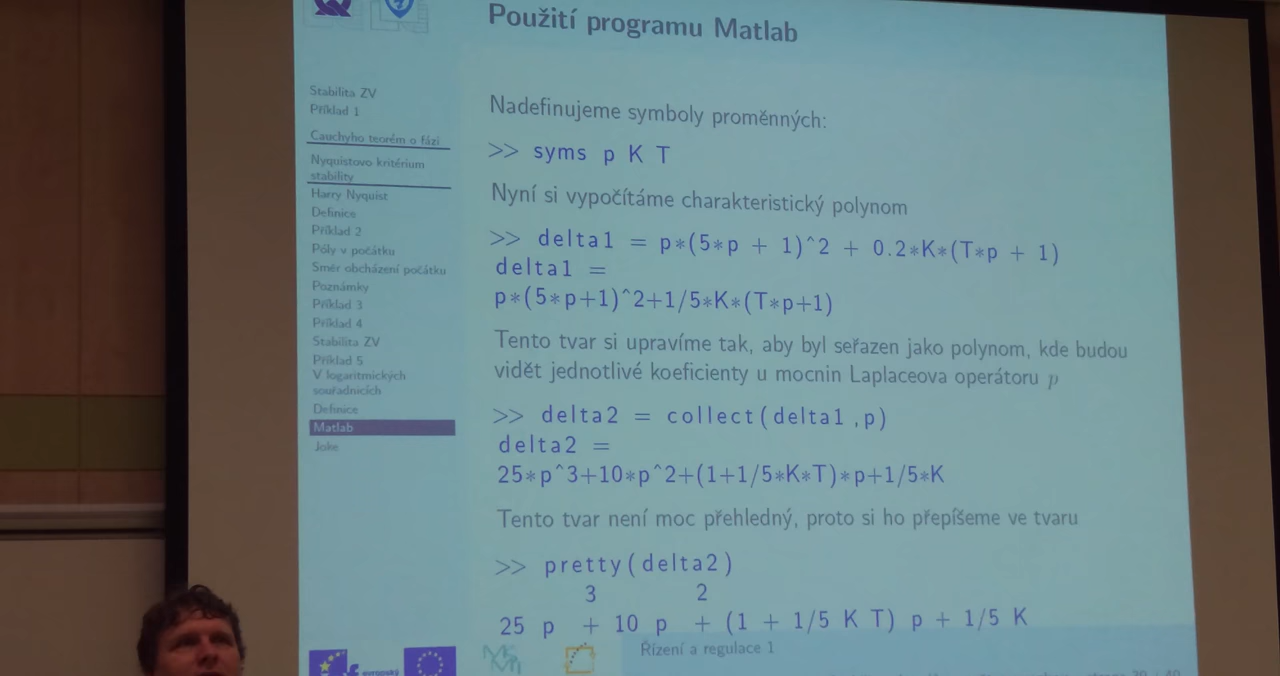 Použití programu Matlab
Stabilita ZV
Příklad 1
Cauchyho teorém o fázi
Nyquistovo kritérium
stability
Harry Nyquist
Definice
Příklad 2
Póly v počátku
Směr obcházení počátku
Poznámky
Příklad 3
Příklad 4
Stabilita ZV
Příklad 5
V logaritmických
souřadnicích
Definice
Matlab
Joke
Nadefinujeme symboly proměnných:
>> syms p K T
Nyní si vypočítáme charakteristický polynom
>> delta1 = p*(5*p + 1)^2 + 0.2*K*(T*p + 1)
delta1 =
p*(5*p+1)^2+1/5*K*(T*p+1)
Tento tvar si upravíme tak, aby byl seřazen jako polynom, kde budou
vidět jednotlivé koeficienty u mocnin Laplaceova operátoru p
>> delta2 = collect(delta1,p)
delta2 =
25*p^3+10*p^2+(1+1/5*K*T)*p+1/5*K
Tento tvar není moc přehledný, proto si ho přepíšeme ve tvaru
>> pretty(delta2)
3 2
25 p + 10 p + (1 + 1/5 K T) p + 1/5 K
Řízení a regulace 1
evropský